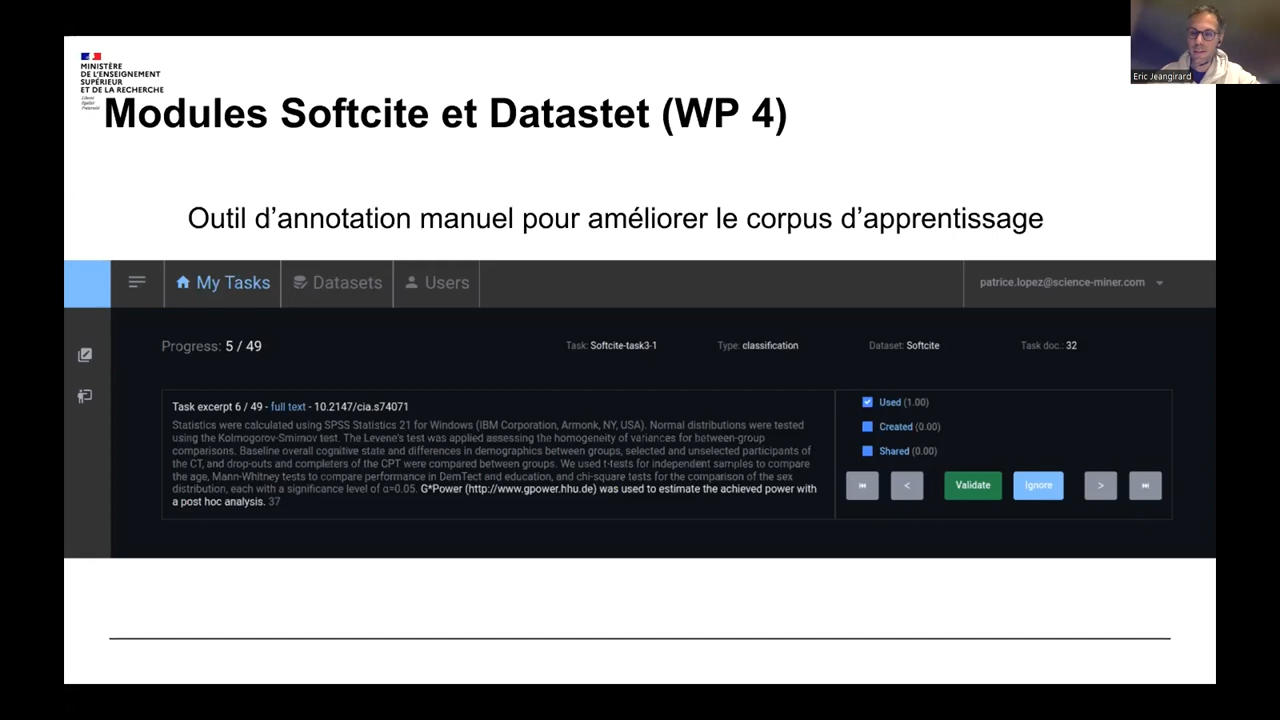 MINISTÈRE
DE L'ENSEIGNEMENT
SUPÉRIEUR
ET DE LA RECHERCHE
Liberté
Égalité
Fraternité
Eric Jeangirard
Modules Softcite et Datastet (WP 4)
Outil d'annotation manuel pour améliorer le corpus d'apprentissage
My Tasks
Datasets
Users
patrice.lopez@science-miner.com
Progress: 5 / 49
Task: Softcite-task3-1
Type: classification
Dataset: Softcite
Task doc.: 32
Task excerpt 6 / 49 - full text - 10.2147/cia.s74071
Statistics were calculated using SPSS Statistics 21 for Windows (IBM Corporation, Armonk, NY, USA). Normal distributions were tested
using the Kolmogorov-Smirnov test. The Levene's test was applied assessing the homogeneity of variances for between-group
comparisons. Baseline overall cognitive state and differences in demographics between groups, selected and unselected participants of
the CT, and drop-outs and completers of the CPT were compared between groups. We used t-tests for independent samples to compare
the age, Mann-Whitney tests to compare performance in DemTect and education, and chi-square tests for the comparison of the sex
distribution, each with a significance level of α=0.05. G*Power (http://www.gpower.hhu.de) was used to estimate the achieved power with
a post hoc analysis. 37
Used (1.00)
Created (0.00)
Shared (0.00)
<
Validate
Ignore
>